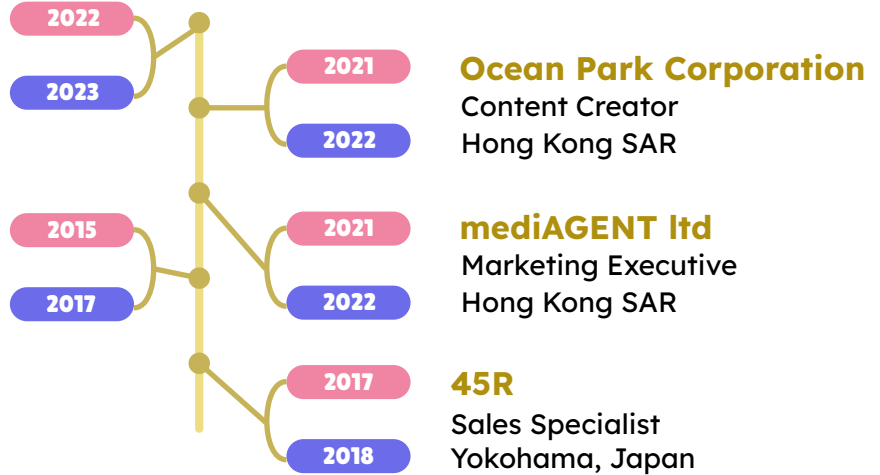 2022
2023
2021
2022
Ocean Park Corporation
Content Creator
Hong Kong SAR
2015
2017
2021
2022
mediAGENT ltd
Marketing Executive
Hong Kong SAR
2017
2018
45R
Sales Specialist
Yokohama, Japan